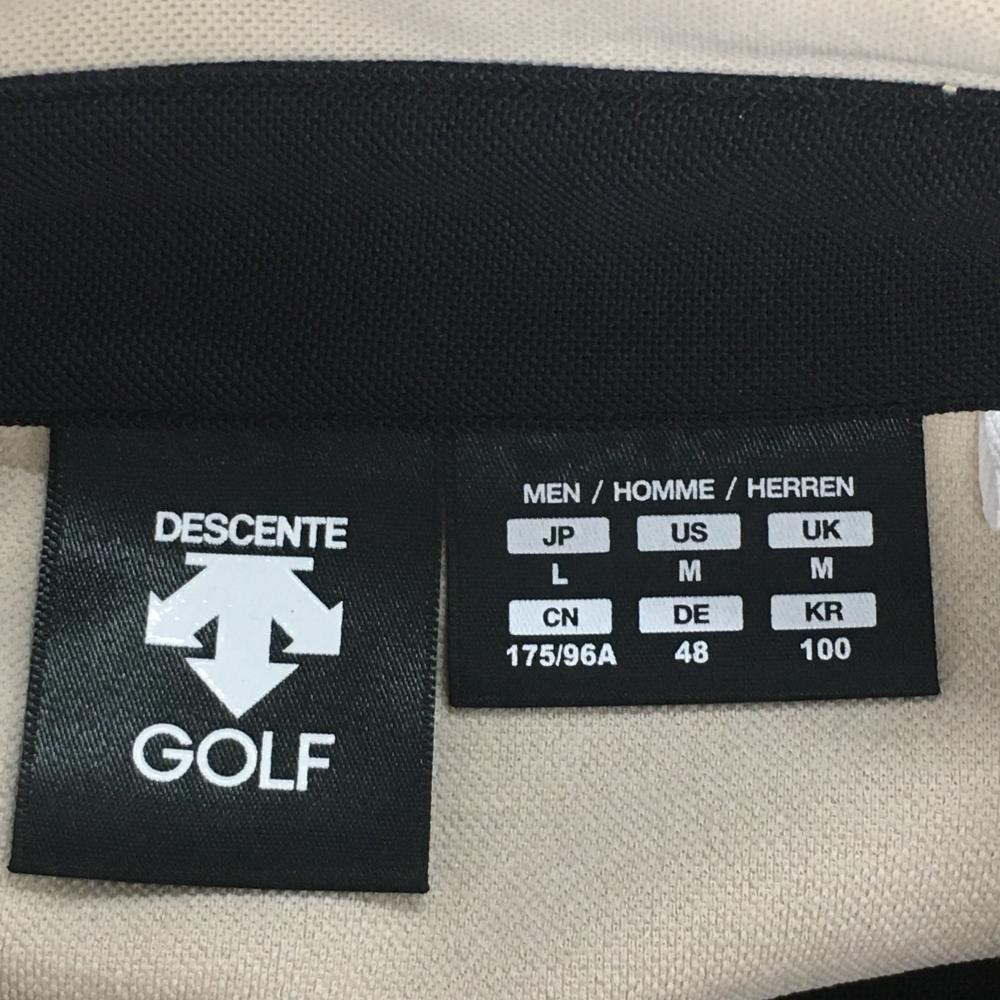 DESCENTE
GOLF
MEN / HOMME / HERREN
JP US UK
L M M
CN DE KR
175/96A 48 100